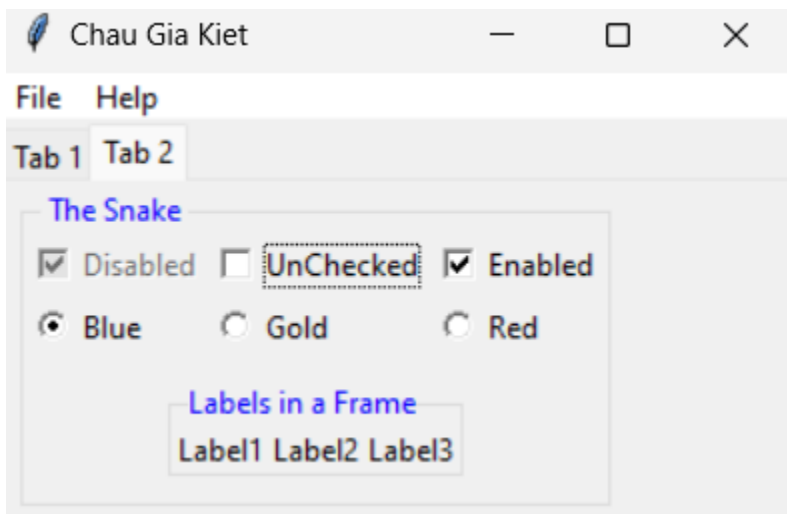 Chau Gia Kiet
File Help
Tab 1 Tab 2
The Snake
Disabled UnChecked Enabled
Blue Gold Red
Labels in a Frame
Label1 Label2 Label3